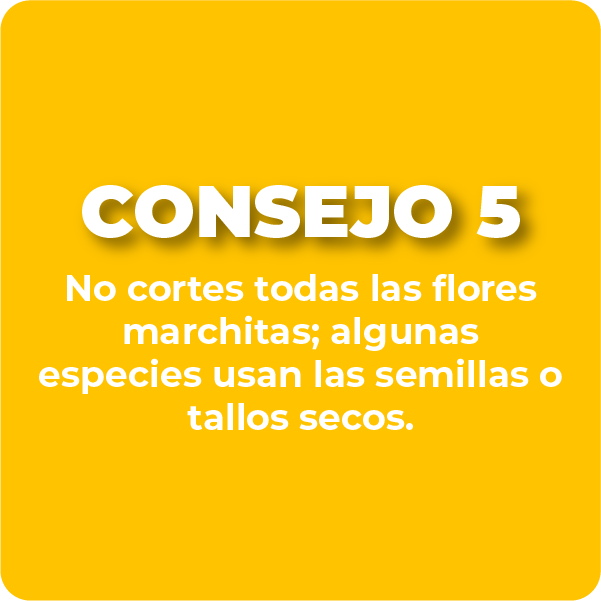 CONSEJO 5
No cortes todas las flores
marchitas; algunas
especies usan las semillas o
tallos secos.